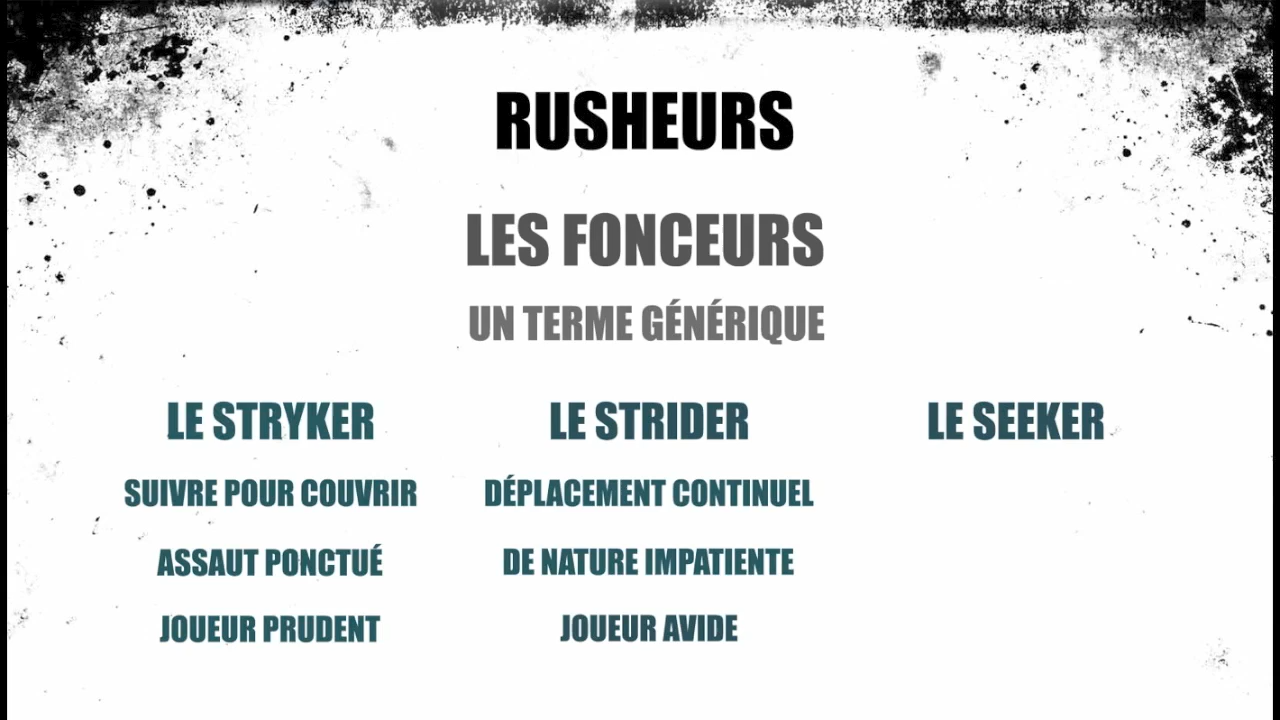 RUSHEURS
LES FONCEURS
UN TERME GÉNÉRIQUE
LE STRYKER
SUIVRE POUR COUVRIR
ASSAUT PONCTUÉ
JOUEUR PRUDENT
LE STRIDER
DÉPLACEMENT CONTINUEL
DE NATURE IMPATIENTE
JOUEUR AVIDE
LE SEEKER